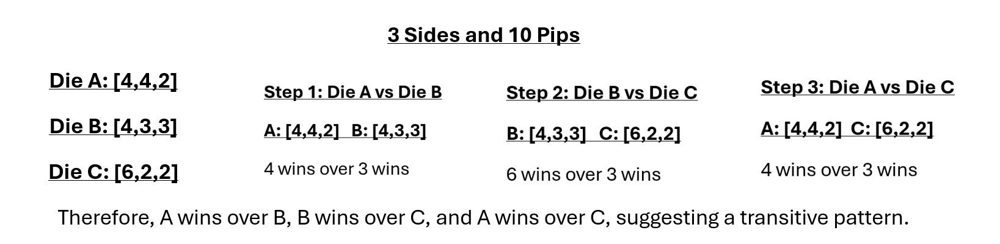 3 Sides and 10 Pips
Die A: [4,4,2]
Die B: [4,3,3]
Die C: [6,2,2]
Step 1: Die A vs Die B
A: [4,4,2] B: [4,3,3]
4 wins over 3 wins
Step 2: Die B vs Die C
B: [4,3,3] C: [6,2,2]
6 wins over 3 wins
Step 3: Die A vs Die C
A: [4,4,2] C: [6,2,2]
4 wins over 3 wins
Therefore, A wins over B, B wins over C, and A wins over C, suggesting a transitive pattern.